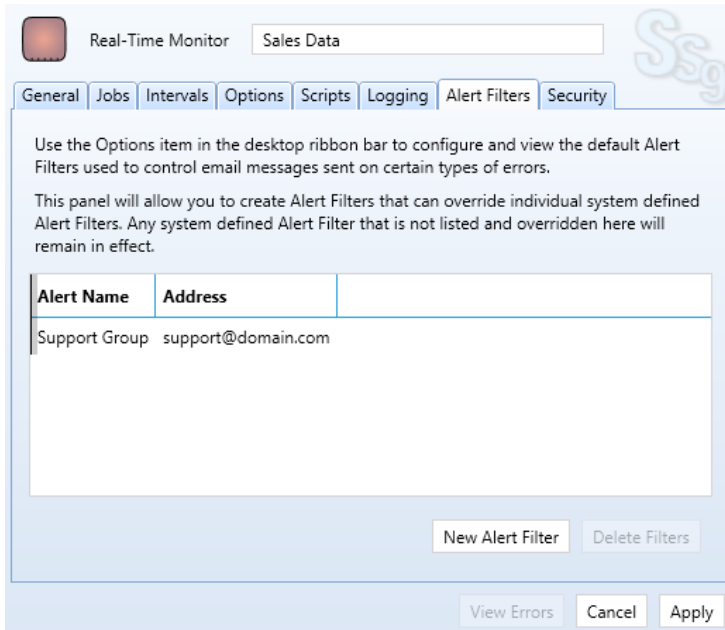 Real-Time Monitor Sales Data
SSg
General Jobs Intervals Options Scripts Logging Alert Filters Security
Use the Options item in the desktop ribbon bar to configure and view the default Alert
Filters used to control email messages sent on certain types of errors.
This panel will allow you to create Alert Filters that can override individual system defined
Alert Filters. Any system defined Alert Filter that is not listed and overridden here will
remain in effect.
Alert Name Address
Support Group support@domain.com
New Alert Filter Delete Filters
View Errors Cancel Apply